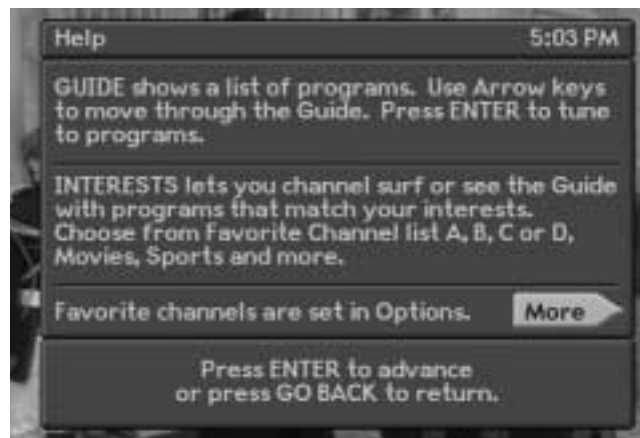 Help 5:03 PM
GUIDE shows a list of programs. Use Arrow keys
to move through the Guide. Press ENTER to tune
to programs.
INTERESTS lets you channel surf or see the Guide
with programs that match your interests.
Choose from Favorite Channel list A, B, C or D,
Movies, Sports and more.
Favorite channels are set in Options. More
Press ENTER to advance
or press GO BACK to return.